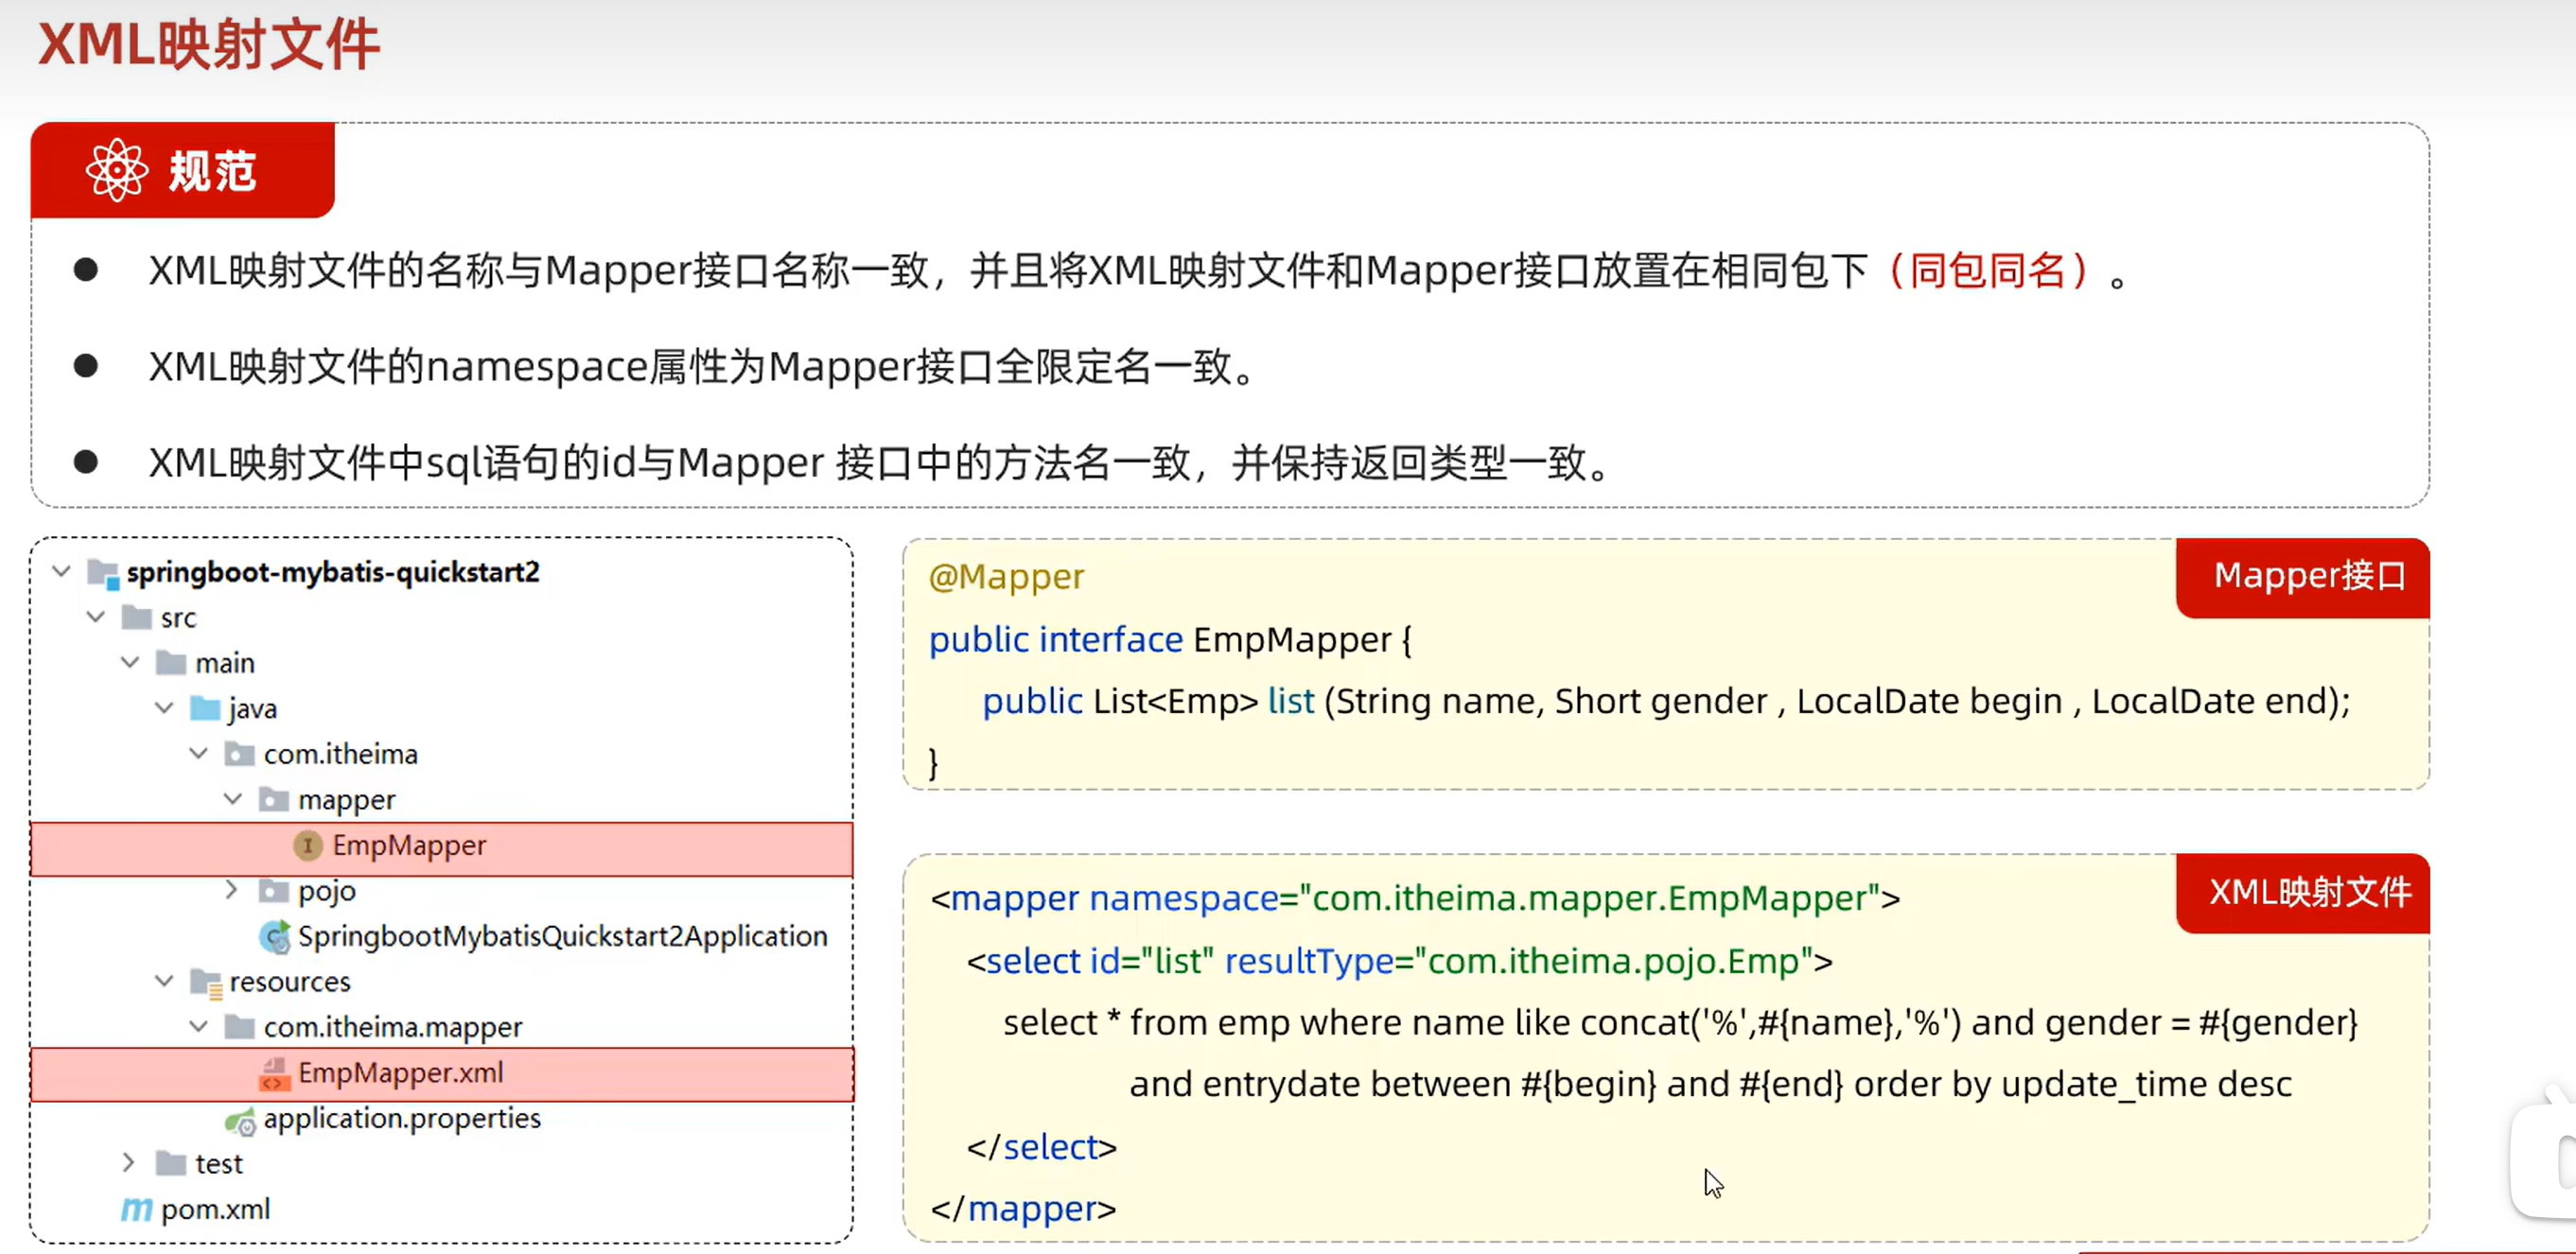 XML映射文件
规范
XML映射文件的名称与Mapper接口名称一致，并且将XML映射文件和Mapper接口放置在相同包下（同包同名）。
XML映射文件的namespace属性为Mapper接口全限定名一致。
XML映射文件中sql语句的id与Mapper 接口中的方法名一致，并保持返回类型一致。
springboot-mybatis-quickstart2
src
main
java
com.itheima
mapper
EmpMapper
pojo
SpringbootMybatisQuickstart2Application
resources
com.itheima.mapper
EmpMapper.xml
application.properties
test
pom.xml
Mapper接口
@Mapper
public interface EmpMapper {
public List<Emp> list (String name, Short gender , LocalDate begin , LocalDate end);
}
XML映射文件
<mapper namespace="com.itheima.mapper.EmpMapper">
<select id="list" resultType="com.itheima.pojo.Emp">
select * from emp where name like concat('%',#{name},'%') and gender = #{gender}
and entrydate between #{begin} and #{end} order by update_time desc
</select>
</mapper>